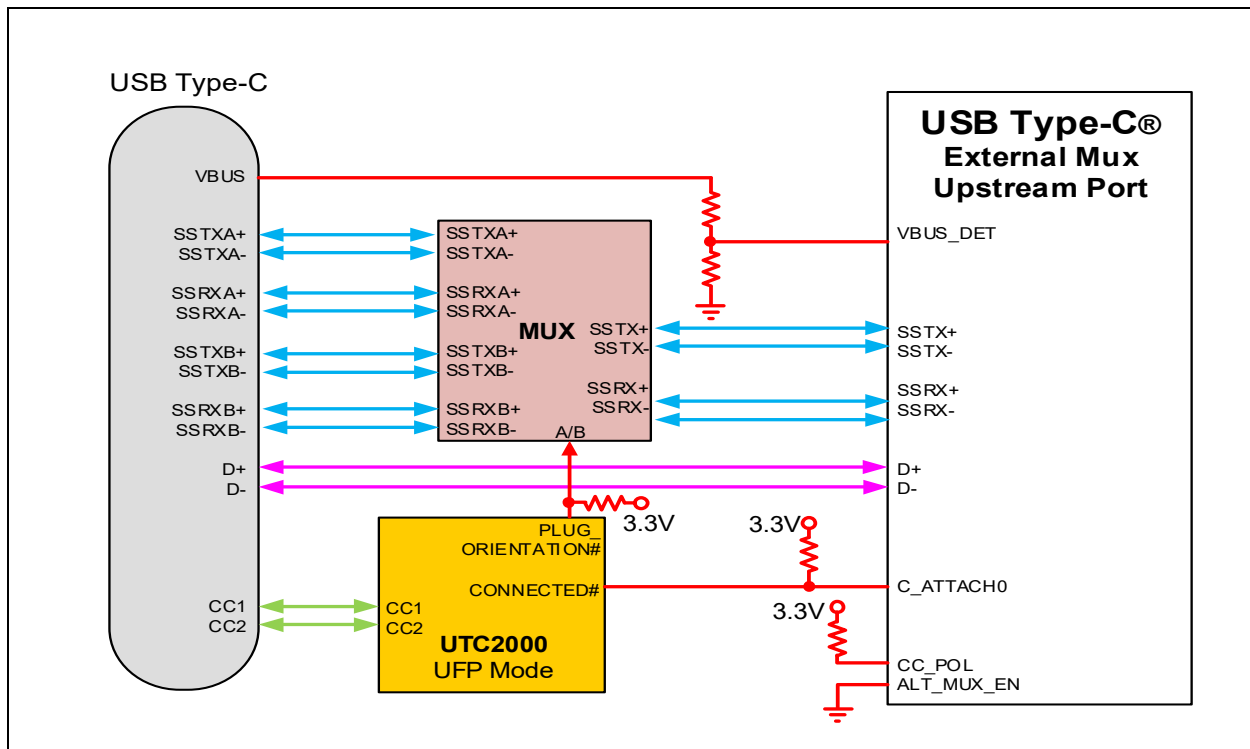 USB Type-C
VBUS
SSTXA+
SSTXA-
SSRXA+
SSRXA-
SSTXB+
SSTXB-
SSRXB+
SSRXB-
D+
D-
CC1
CC2
SSTXA+
SSTXA-
SSRXA+
SSRXA-
MUX
SSTX+
SSTX-
SSTXB+
SSTXB-
SSRX+
SSRX-
SSRXB+
SSRXB-
A/B
3.3V
PLUG_
ORIENTATION#
CONNECTED#
CC1
CC2
UTC2000
UFP Mode
3.3V
3.3V
USB Type-C®
External Mux
Upstream Port
VBUS_DET
SSTX+
SSTX-
SSRX+
SSRX-
D+
D-
C_ATTACH0
CC_POL
ALT_MUX_EN